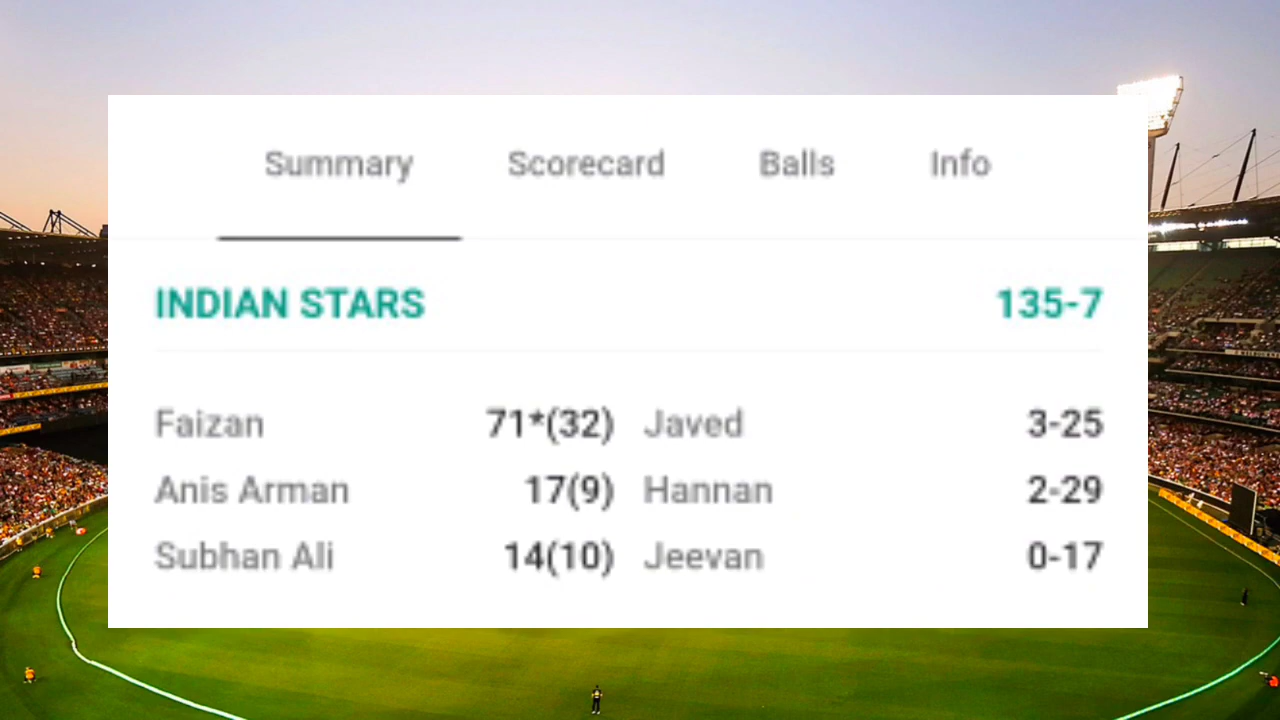 Summary Scorecard Balls Info
INDIAN STARS 135-7
Faizan 71*(32) Javed 3-25
Anis Arman 17(9) Hannan 2-29
Subhan Ali 14(10) Jeevan 0-17